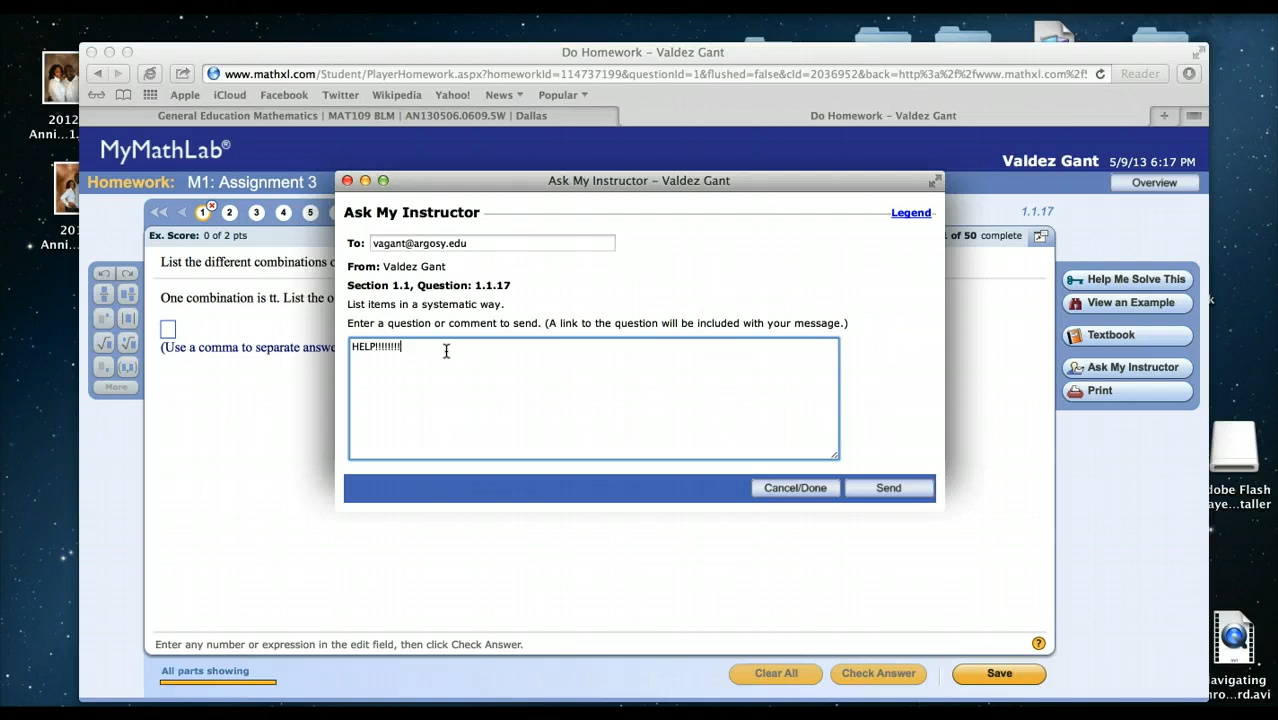 Do Homework – Valdez Gant
www.mathxl.com/Student/PlayerHomework.aspx?homeworkId=114737199&questionId=1&flushed=false&cId=2036952&back=http%3a%2f%2fwww.mathxl.com%2f!
Reader
Apple iCloud Facebook Twitter Wikipedia Yahoo! News Popular
General Education Mathematics | MAT109 BLM | AN130506.0609.5W | Dallas
Do Homework – Valdez Gant
2012
Anni...1.
MyMathLab®
Valdez Gant 5/9/13 6:17 PM
Homework: M1: Assignment 3
Overview
1 2 3 4 5
1.1.17
Ex. Score: 0 of 2 pts
of 50 complete
List the different combinations
One combination is tt. List the
(Use a comma to separate
More
Ask My Instructor – Valdez Gant
Ask My Instructor
Legend
To: vagant@argosy.edu
From: Valdez Gant
Section 1.1, Question: 1.1.17
List items in a systematic way.
Enter a question or comment to send. (A link to the question will be included with your message.)
HELP!!!!!!!!
Cancel/Done
Send
Help Me Solve This
View an Example
Textbook
Ask My Instructor
Print
Enter any number or expression in the edit field, then click Check Answer.
All parts showing
Clear All
Check Answer
Save